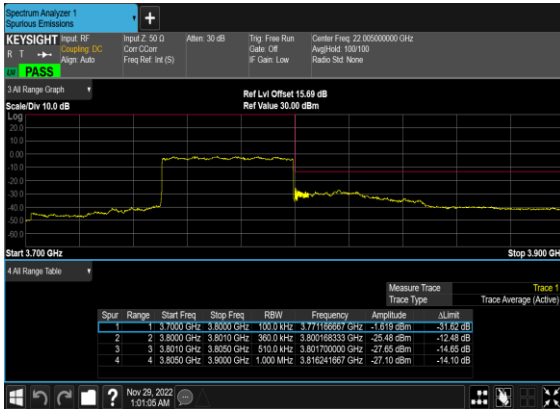 Spectrum Analyzer 1
Spurious Emissions
+
KEYSIGHT Input: RF Input Z: 50 Ω Atten: 30 dB Trig: Free Run Center Freq: 22.005000000 GHz
R T Coupling: DC Corr CCorr Gate: Off Avg|Hold: 100/100
Align: Auto Freq Ref: Int (S) IF Gain: Low Radio Std: None
PASS
3 All Range Graph
Ref Lvl Offset 15.69 dB
Scale/Div 10.0 dB Ref Value 30.00 dBm
Log
20.0
10.0
0.00
-10.0
-20.0
-30.0
-40.0
-50.0
-60.0
Start 3.700 GHz Stop 3.900 GH
4 All Range Table
Measure Trace Trace 1
Trace Type Trace Average (Active)
Spur Range Start Freq Stop Freq RBW Frequency Amplitude ΔLimit
1 1 3.7000 GHz 3.8000 GHz 100.0 kHz 3.771166667 GHz -1.619 dBm -31.62 dB
2 2 3.8000 GHz 3.8010 GHz 360.0 kHz 3.800168333 GHz -25.48 dBm -12.48 dB
3 3 3.8010 GHz 3.8050 GHz 510.0 kHz 3.801700000 GHz -27.65 dBm -14.65 dB
4 4 3.8050 GHz 3.9000 GHz 1.000 MHz 3.816241667 GHz -27.10 dBm -14.10 dB
?
Nov 29, 2022
1:01:05 AM